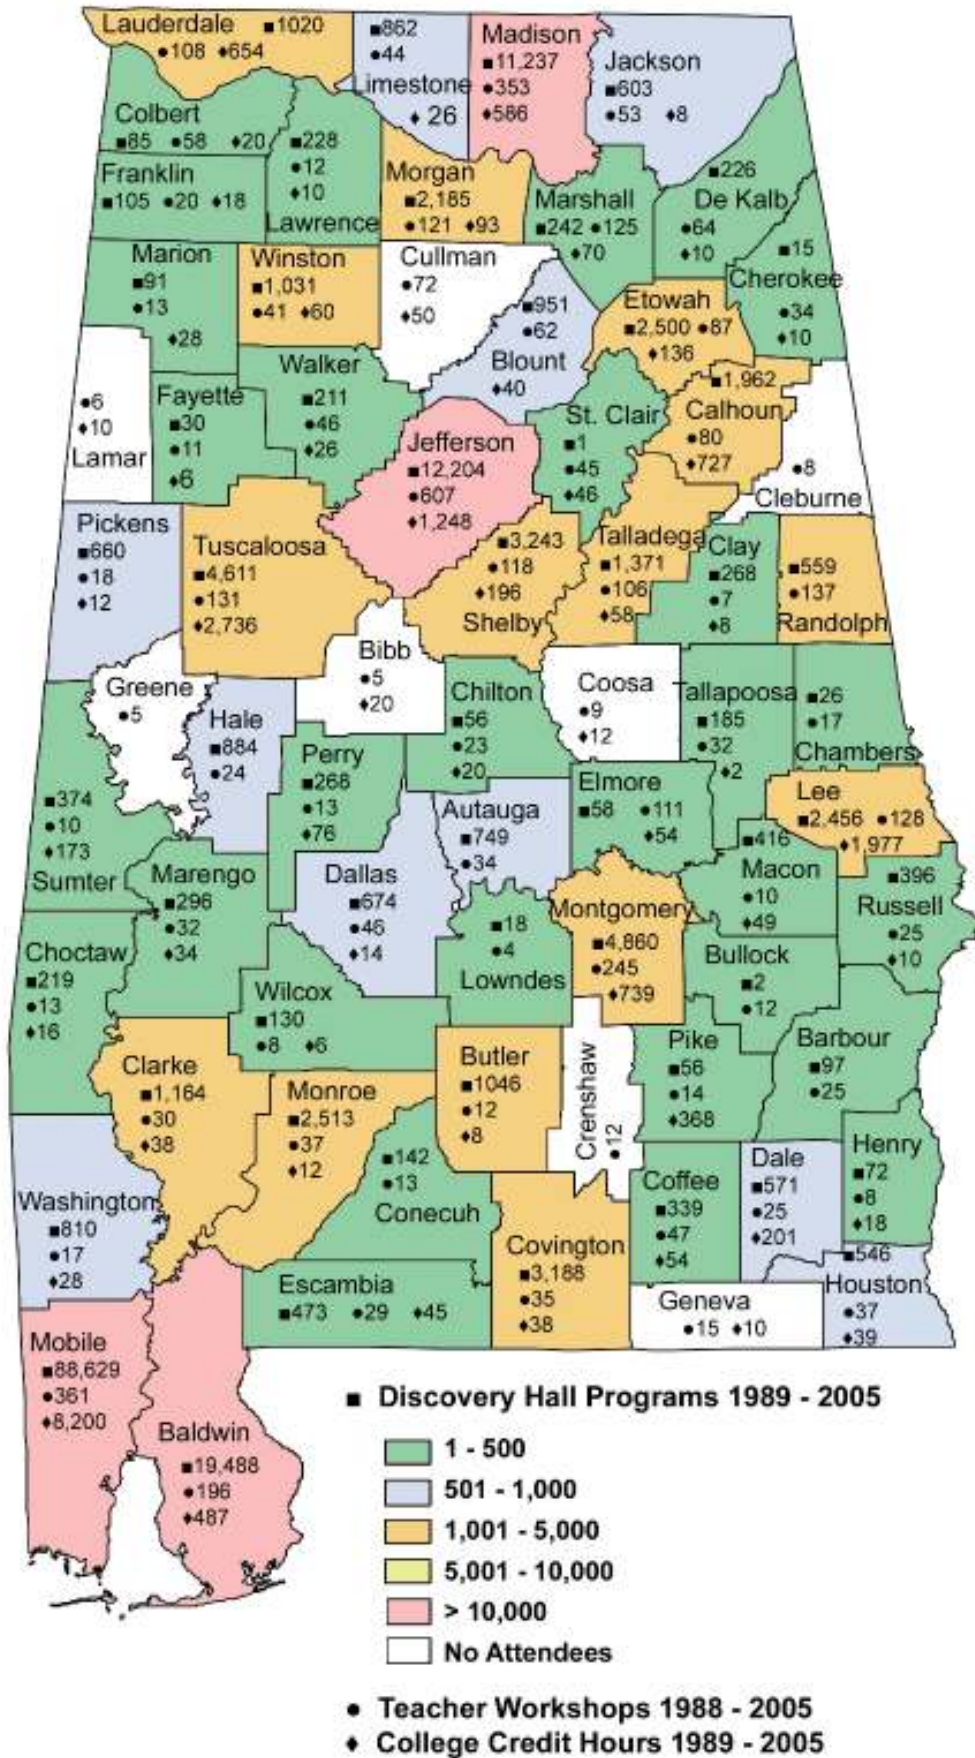 Lauderdale ■1020
●108 ♦654
■862
●44
Limestone
♦26
Madison
■11,237
●353
♦586
Jackson
■603
●53 ♦8
Colbert
■85 ●58 ♦20
■228
●12
♦10
Lawrence
Franklin
■105 ●20 ♦18
Morgan
■2,185
●121 ♦93
Marshall
■242 ●125
♦70
■226
De Kalb
●64
♦10
■15
Cherokee
●34
♦10
Marion
■91
●13
♦28
Winston
■1,031
●41 ♦60
Cullman
●72
♦50
■951
●62
Blount
♦40
Etowah
■2,500 ●87
♦136
●6
♦10
Lamar
Fayette
■30
●11
♦6
Walker
■211
●46
♦26
Jefferson
■12,204
●607
♦1,248
St. Clair
■1
●45
♦46
■1,962
Calhoun
●80
♦727
●8
Cleburne
Pickens
■660
●18
♦12
Tuscaloosa
■4,611
●131
♦2,736
■3,243
●118
♦196
Shelby
Talladega
■1,371
●106
♦58
Clay
■268
●7
♦8
■559
●137
Randolph
Greene
●5
Hale
■884
●24
Bibb
●5
♦20
Chilton
■56
●23
♦20
Coosa
●9
♦12
Tallapoosa
■185
●32
♦2
■26
●17
Chambers
■374
●10
♦173
Sumter
Perry
■268
●13
♦76
Autauga
■749
●34
Elmore
■58 ●111
♦54
Lee
■2,456 ●128
♦1,977
Marengo
■296
●32
♦34
Dallas
■674
●46
♦14
■18
●4
Lowndes
Montgomery
■4,860
●245
♦739
■416
Macon
●10
♦49
■396
Russell
●25
♦10
Choctaw
■219
●13
♦16
Wilcox
■130
●8 ♦6
Bullock
■2
●12
Clarke
■1,164
●30
♦38
Monroe
■2,513
●37
♦12
Butler
■1046
●12
♦8
Crenshaw
●12
Pike
■56
●14
♦368
Barbour
■97
●25
Washington
■810
●17
♦28
■142
●13
Conecuh
Covington
■3,188
●35
♦38
Coffee
■339
●47
♦54
Dale
■571
●25
♦201
Henry
■72
●8
♦18
Escambia
■473 ●29 ♦45
Geneva
●15 ♦10
■546
Houston
●37
♦39
Mobile
■88,629
●361
♦8,200
Baldwin
■19,488
●196
♦487
■ Discovery Hall Programs 1989 - 2005
1 - 500
501 - 1,000
1,001 - 5,000
5,001 - 10,000
> 10,000
No Attendees
● Teacher Workshops 1988 - 2005
♦ College Credit Hours 1989 - 2005